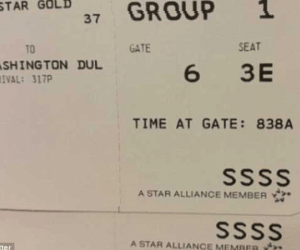 STAR GOLD
37
GROUP 1
TO
GATE SEAT
ASHINGTON DUL
IVAL: 317P
6 3E
TIME AT GATE: 838A
SSSS
A STAR ALLIANCE MEMBER
SSSS
A STAR ALLIANCE MEMBER